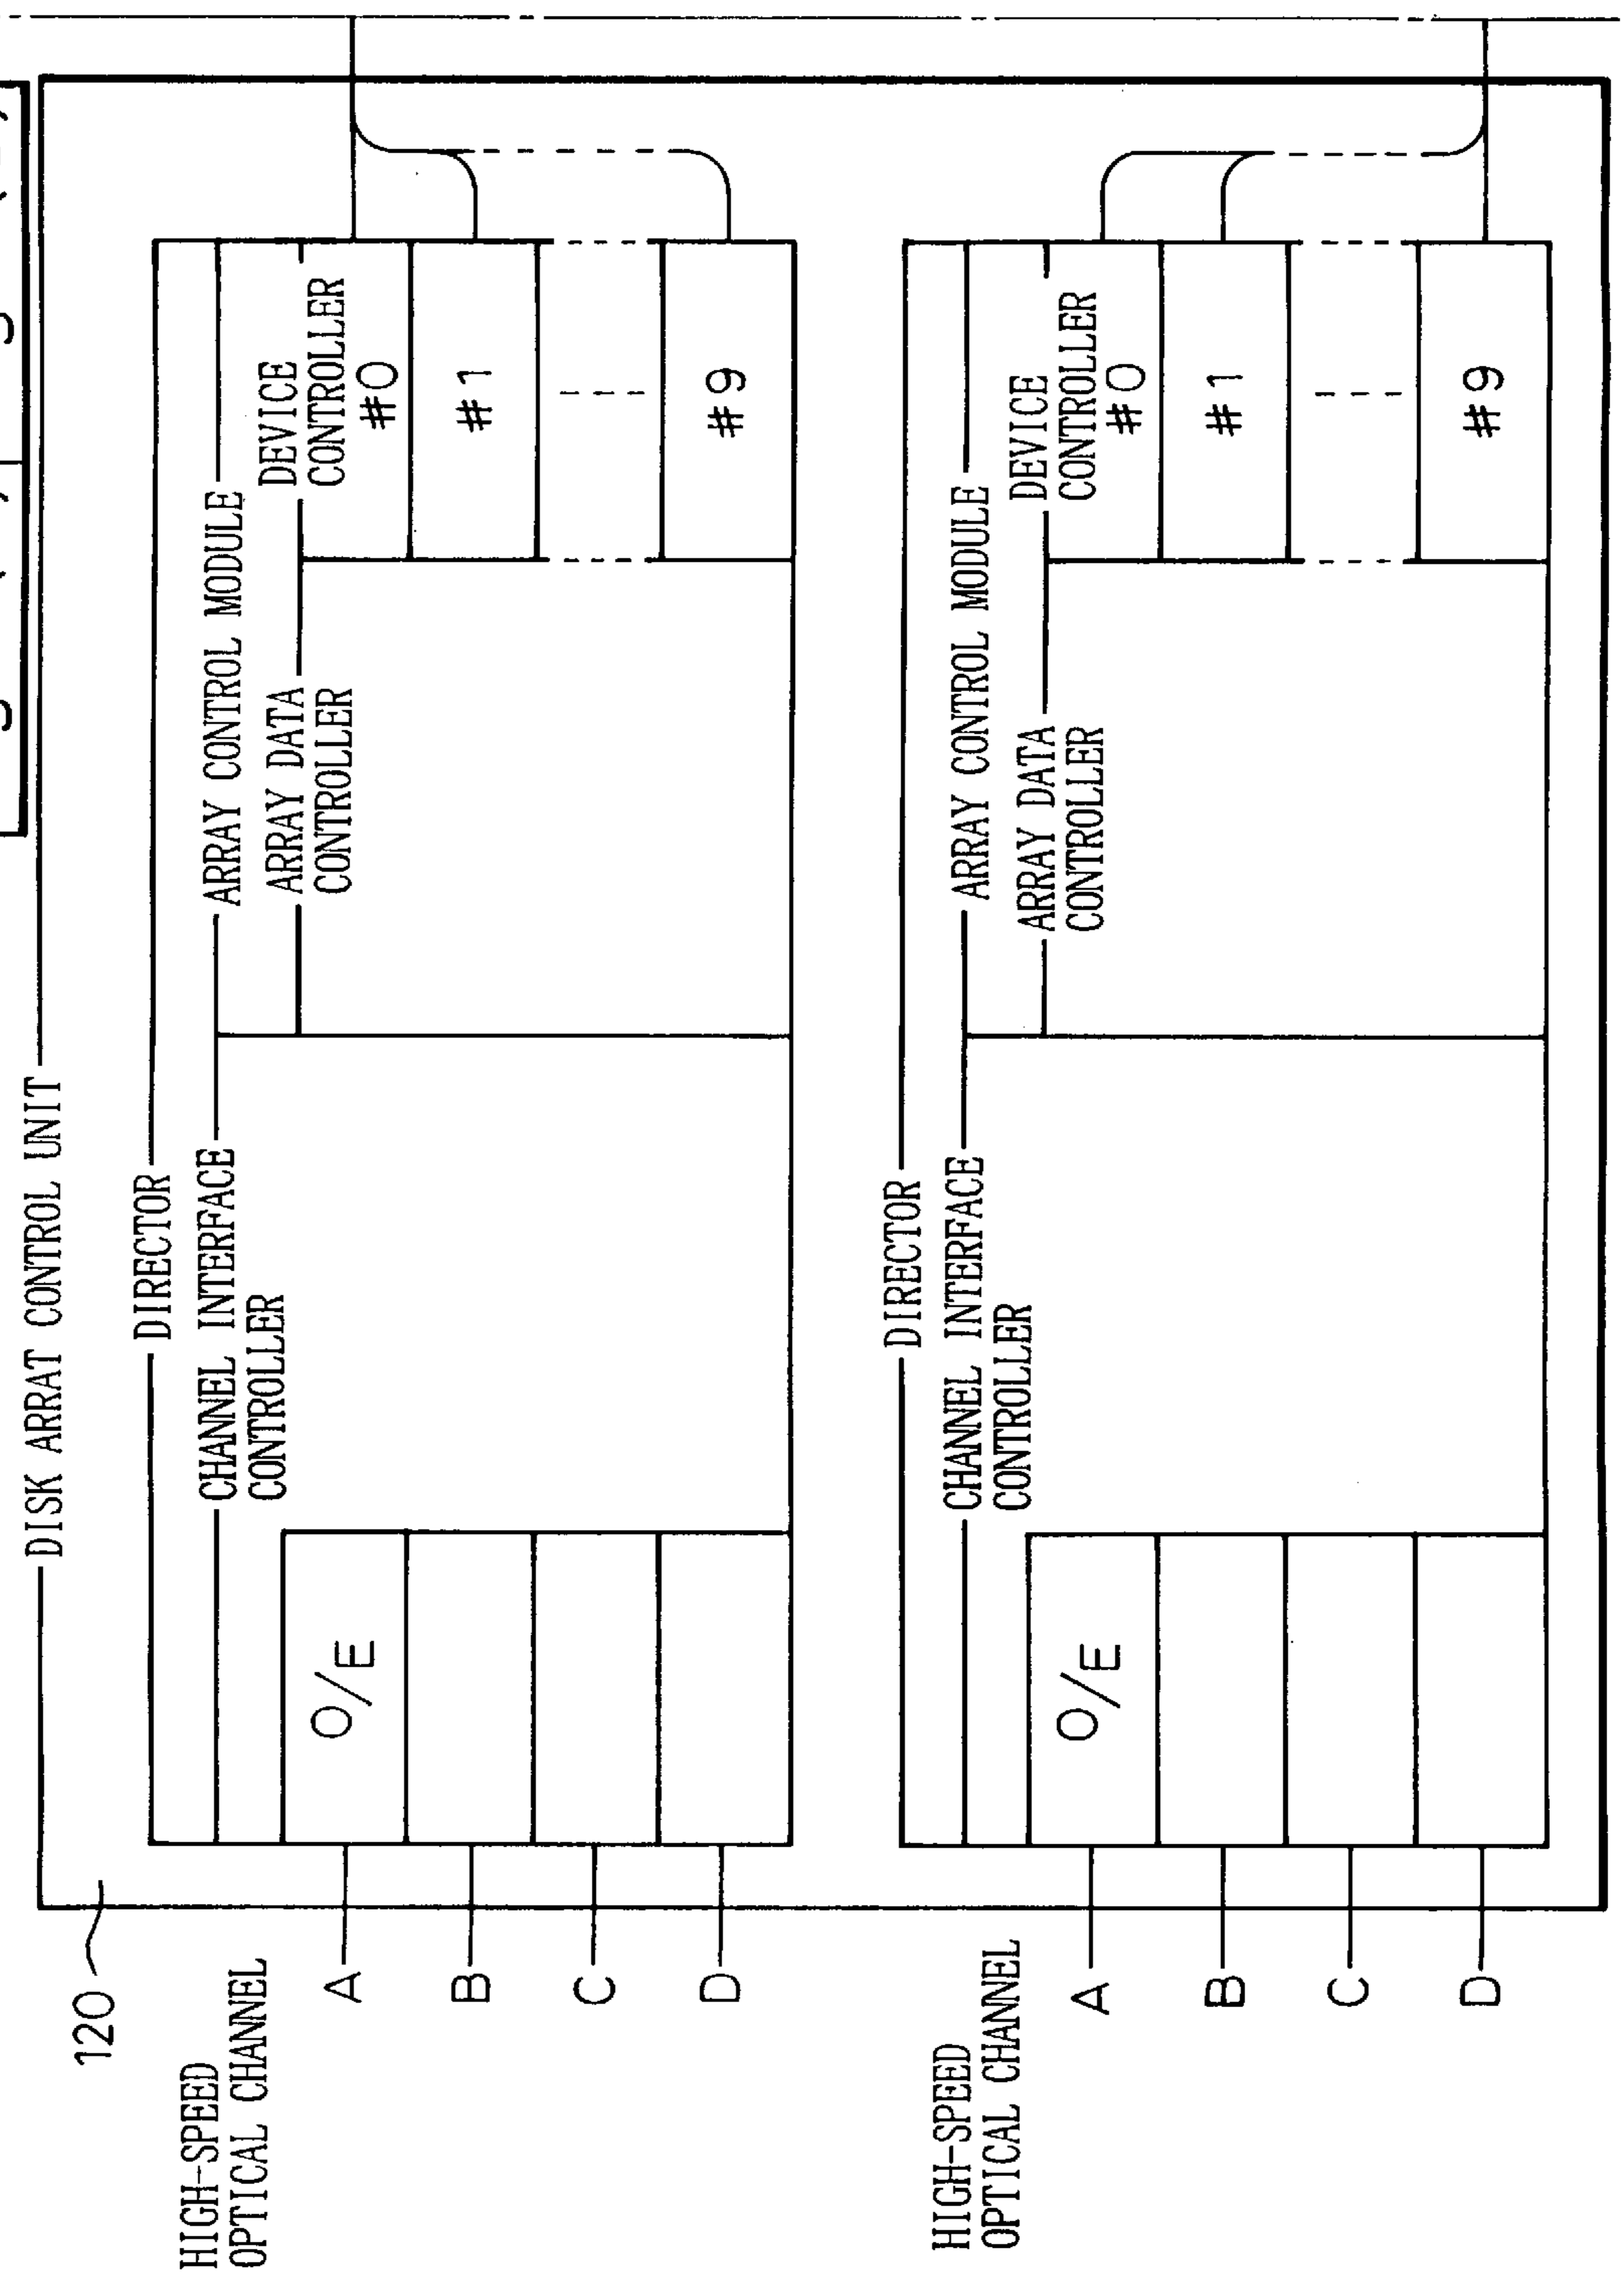 DISK ARRAT CONTROL UNIT
120
DIRECTOR
HIGH-SPEED
OPTICAL CHANNEL
CHANNEL INTERFACE
CONTROLLER
ARRAY CONTROL MODULE
ARRAY DATA
CONTROLLER
DEVICE
CONTROLLER
A
O/E
#0
B
#1
C
D
#9
DIRECTOR
HIGH-SPEED
OPTICAL CHANNEL
CHANNEL INTERFACE
CONTROLLER
ARRAY CONTROL MODULE
ARRAY DATA
CONTROLLER
DEVICE
CONTROLLER
A
O/E
#0
B
#1
C
D
#9